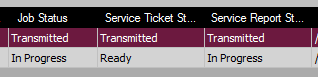 Job Status Service Ticket St... Service Report St...
Transmitted Transmitted Transmitted
In Progress Ready In Progress